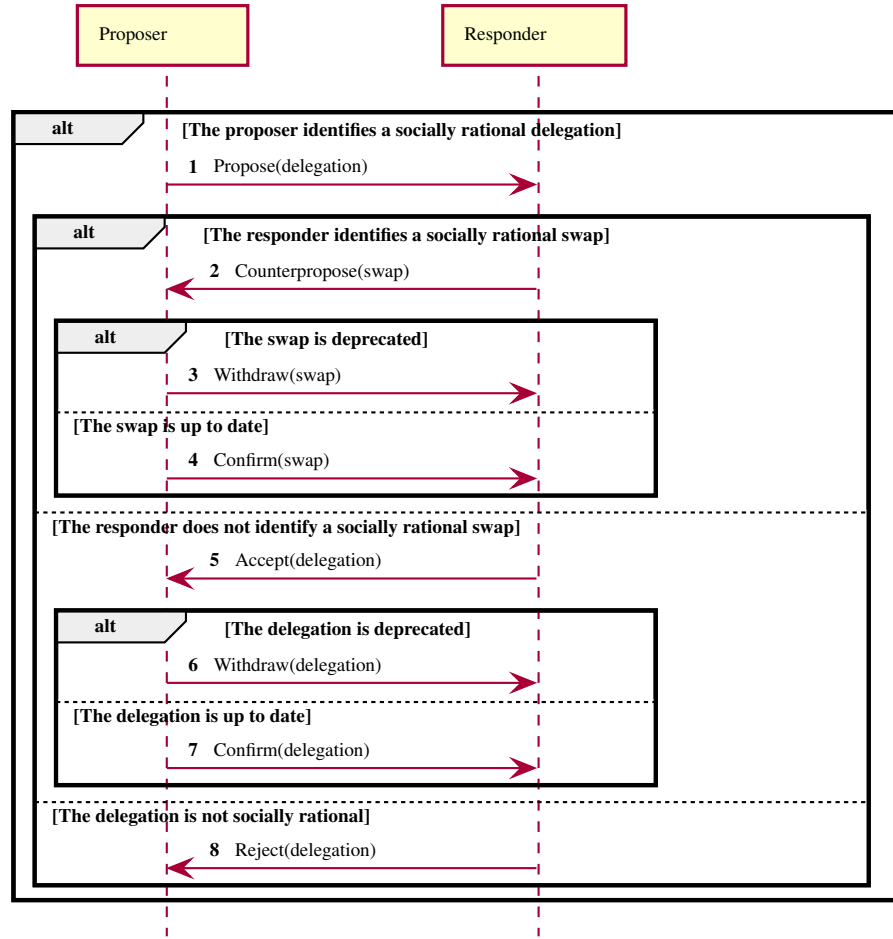 Proposer
Responder
alt [The proposer identifies a socially rational delegation]
1 Propose(delegation)
alt [The responder identifies a socially rational swap]
2 Counterpropose(swap)
alt [The swap is deprecated]
3 Withdraw(swap)
[The swap is up to date]
4 Confirm(swap)
[The responder does not identify a socially rational swap]
5 Accept(delegation)
alt [The delegation is deprecated]
6 Withdraw(delegation)
[The delegation is up to date]
7 Confirm(delegation)
[The delegation is not socially rational]
8 Reject(delegation)